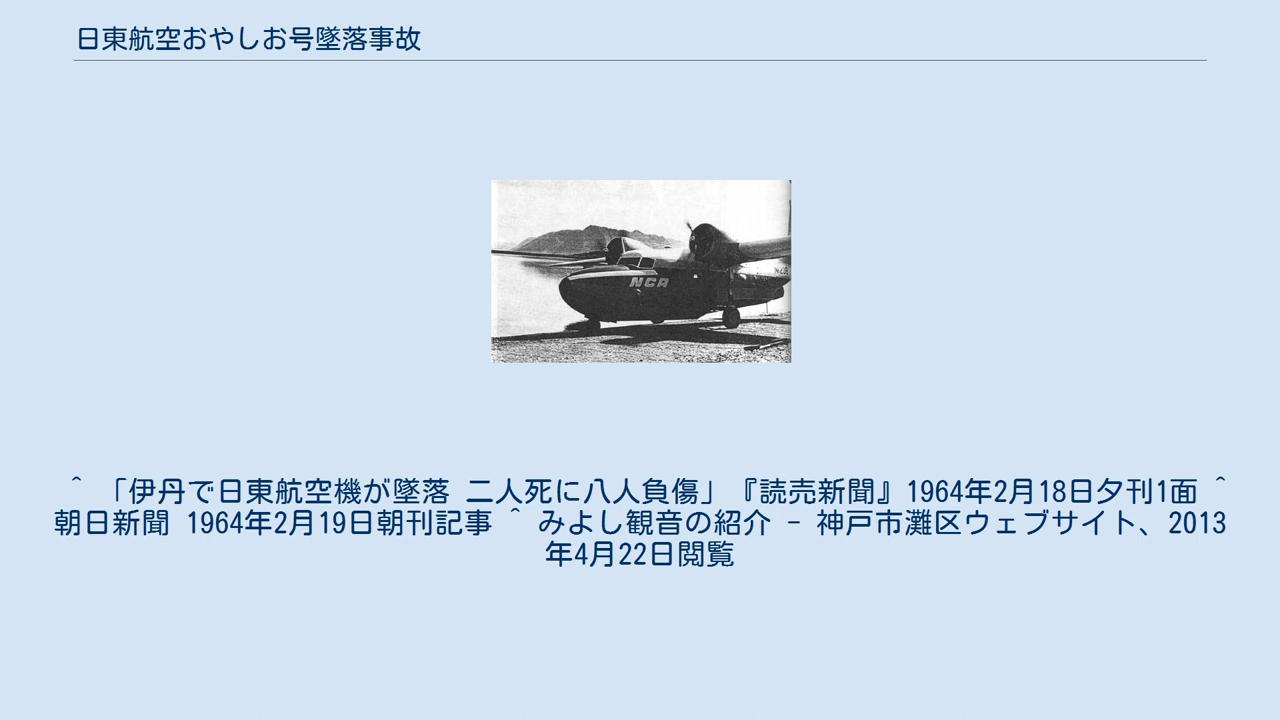 日東航空おやしお号墜落事故
NCA
^ 「伊丹で日東航空機が墜落 二人死に八人負傷」『読売新聞』1964年2月18日夕刊1面 ^
朝日新聞 1964年2月19日朝刊記事 ^ みよし観音の紹介 - 神戸市灘区ウェブサイト、2013
年4月22日閲覧